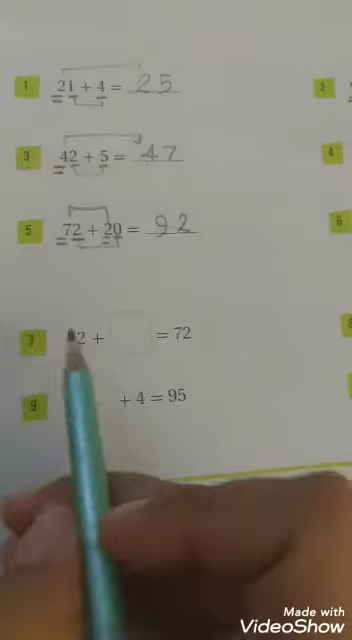 1 21 + 4 = 25
2
3 42 + 5 = 47
4
5 72 + 20 = 92
6
7 2 + = 72
9 + 4 = 95
Made with
VideoShow